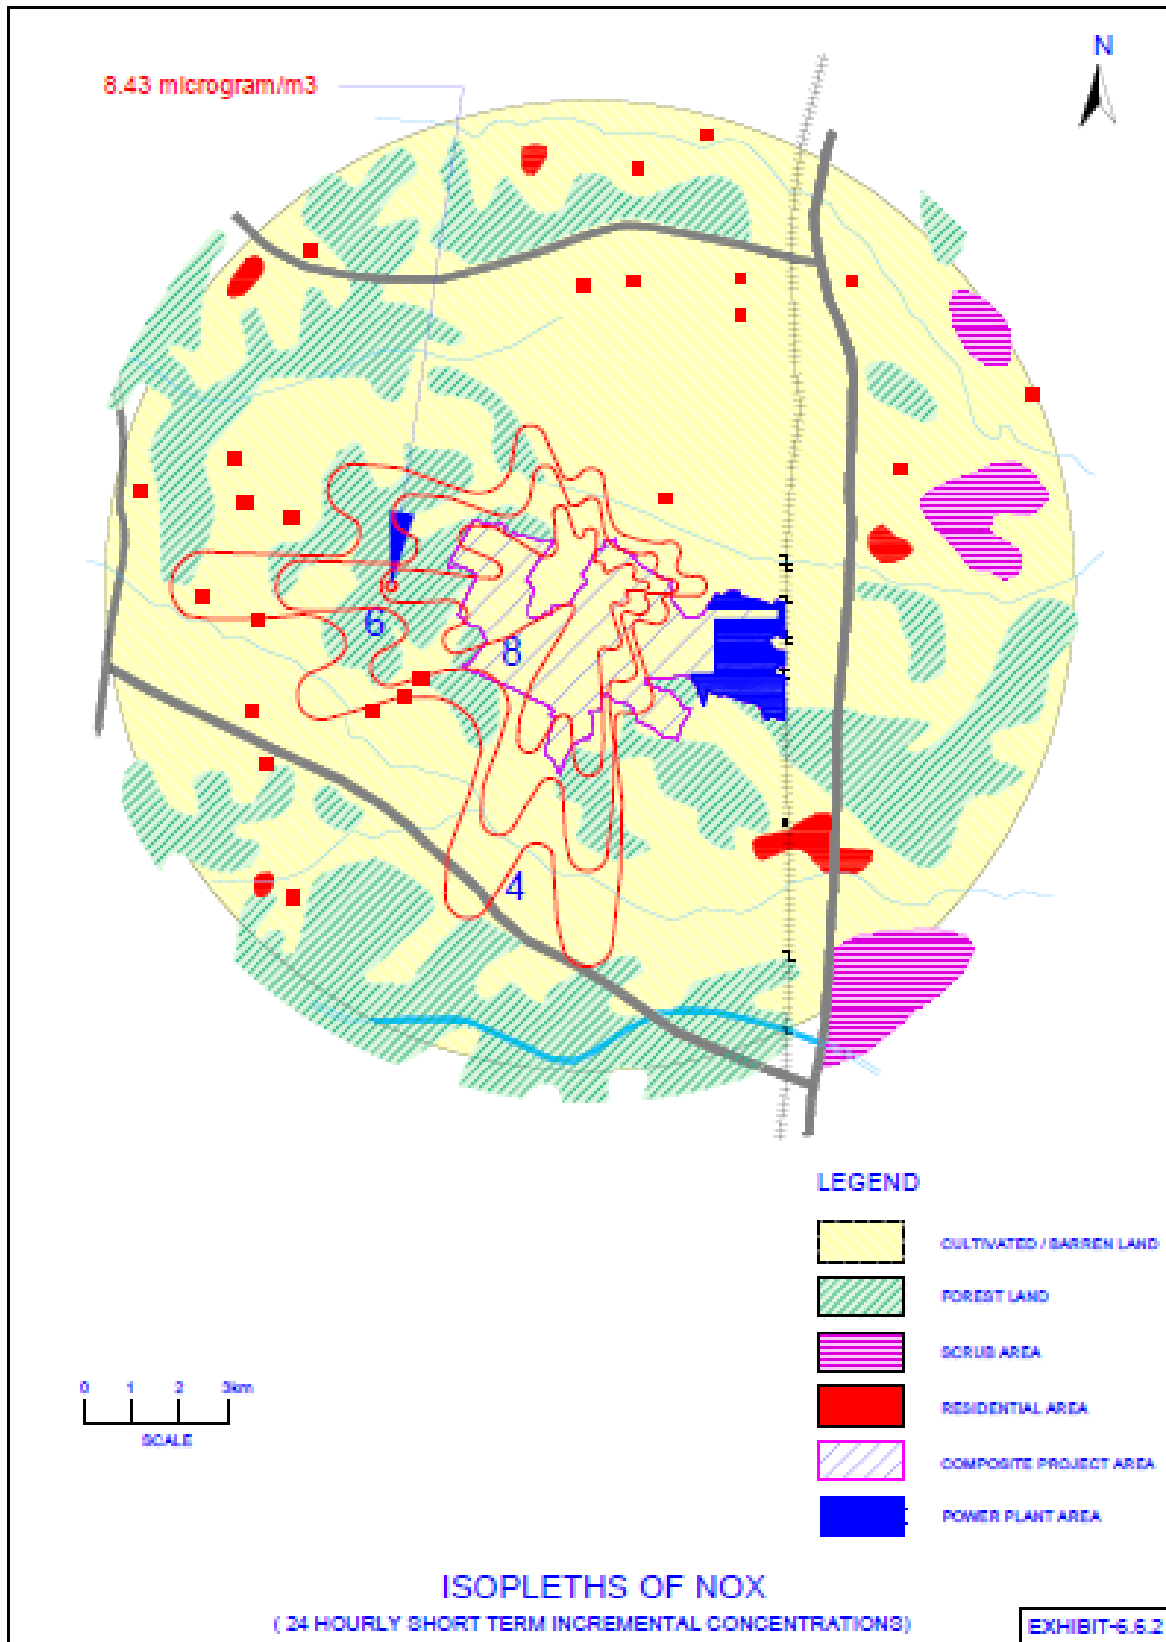 N
8.43 microgram/m3
6
8
4
LEGEND
CULTIVATED / BARREN LAND
FOREST LAND
SCRUB AREA
RESIDENTIAL AREA
COMPOSITE PROJECT AREA
POWER PLANT AREA
0 1 2 3km
SCALE
ISOPLETHS OF NOX
( 24 HOURLY SHORT TERM INCREMENTAL CONCENTRATIONS)
EXHIBIT-6.6.2